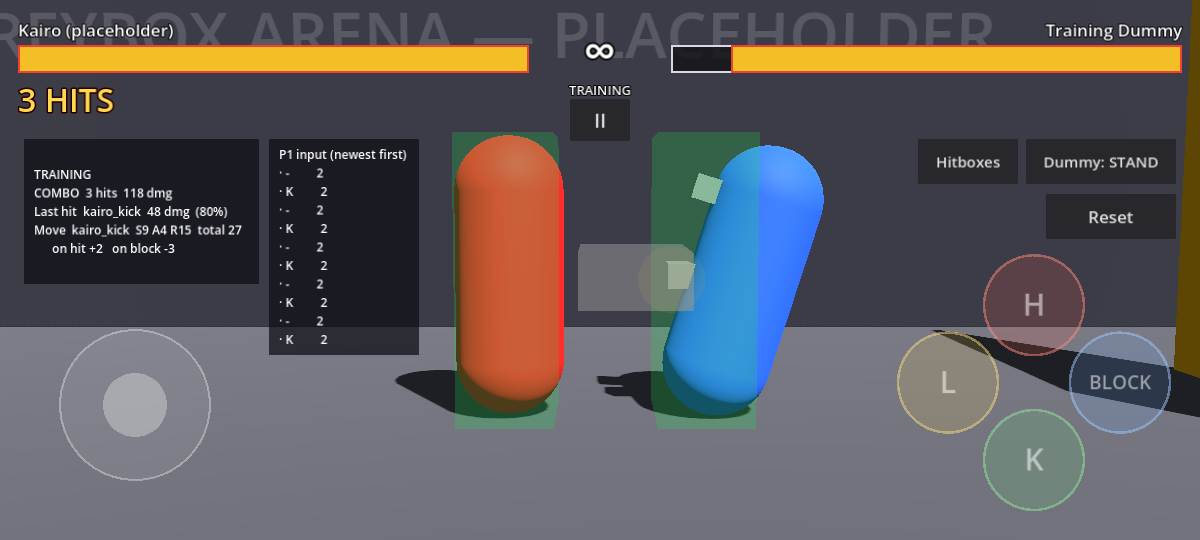 REYBOX ARENA — PLACEHOLDER
Kairo (placeholder)
∞
Training Dummy
3 HITS
TRAINING
II
TRAINING
COMBO 3 hits 118 dmg
Last hit kairo_kick 48 dmg (80%)
Move kairo_kick S9 A4 R15 total 27
on hit +2 on block -3
P1 input (newest first)
· - 2
· K 2
· - 2
· K 2
· - 2
· K 2
· - 2
· K 2
· - 2
· K 2
Hitboxes
Dummy: STAND
Reset
H
L
BLOCK
K